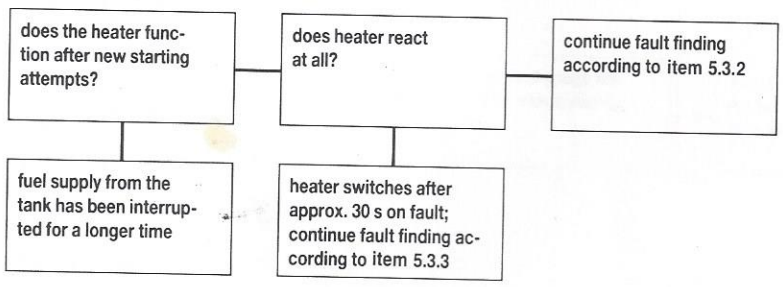 does the heater func-
tion after new starting
attempts?
does heater react
at all?
continue fault finding
according to item 5.3.2
fuel supply from the
tank has been interrup-
ted for a longer time
heater switches after
approx. 30 s on fault;
continue fault finding ac-
cording to item 5.3.3